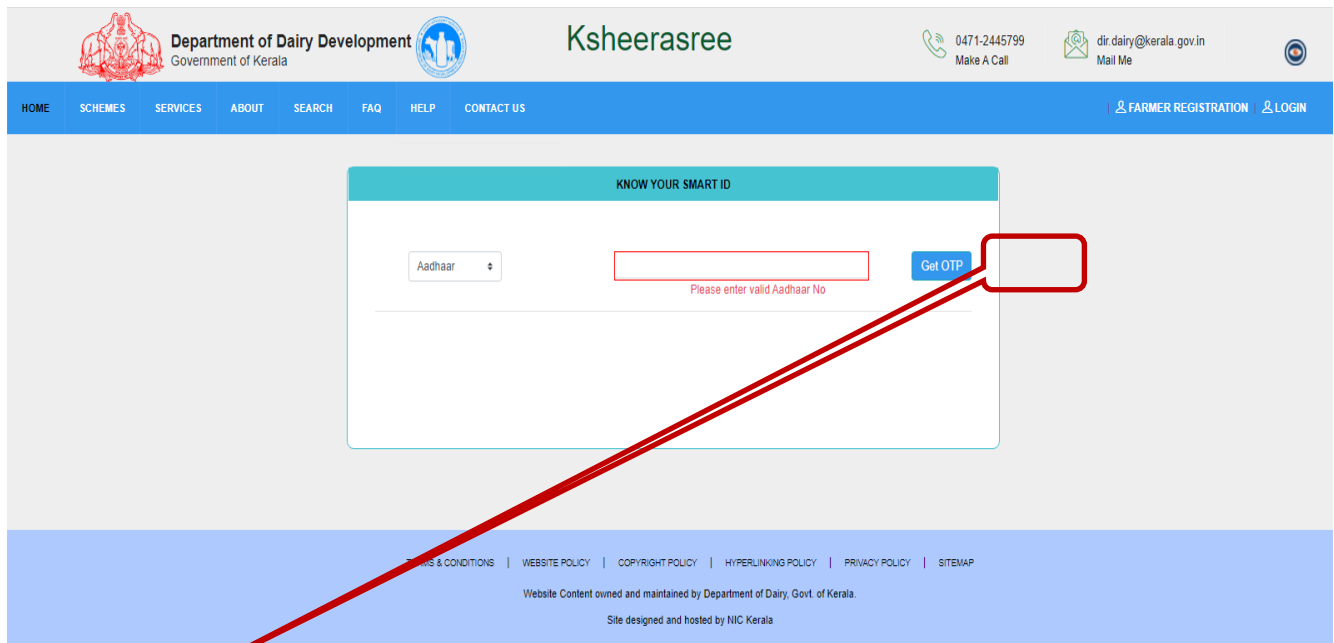 Department of Dairy Development
Government of Kerala
Ksheerasree
0471-2445799
Make A Call
dir.dairy@kerala.gov.in
Mail Me
HOME SCHEMES SERVICES ABOUT SEARCH FAQ HELP CONTACT US FARMER REGISTRATION LOGIN
KNOW YOUR SMART ID
Aadhaar Get OTP
Please enter valid Aadhaar No
& CONDITIONS | WEBSITE POLICY | COPYRIGHT POLICY | HYPERLINKING POLICY | PRIVACY POLICY | SITEMAP
Website Content owned and maintained by Department of Dairy, Govt. of Kerala.
Site designed and hosted by NIC Kerala